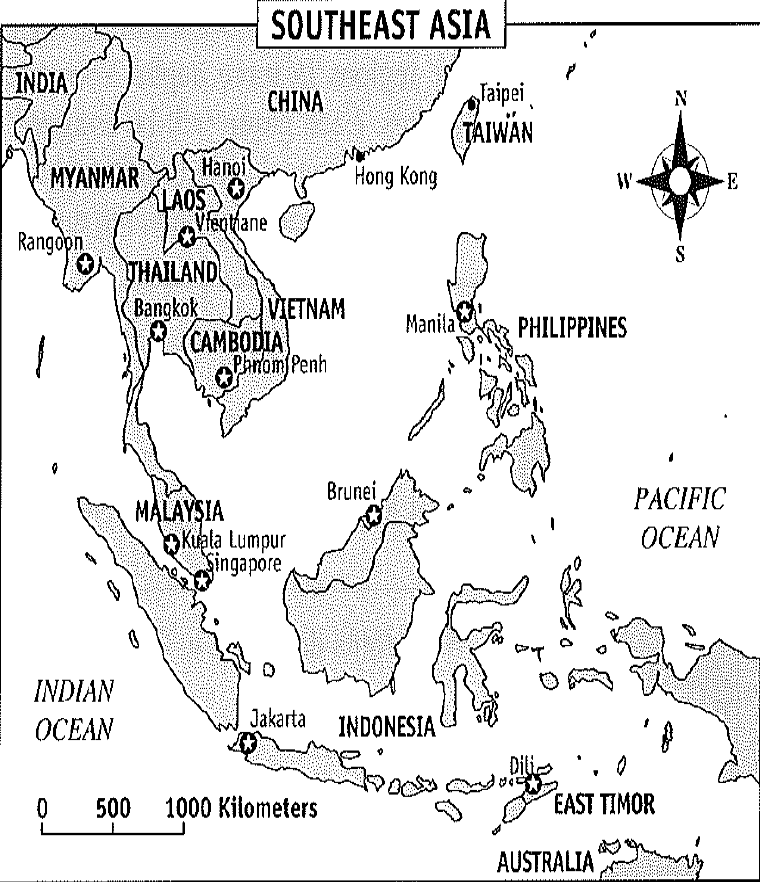 SOUTHEAST ASIA
INDIA
CHINA
Taipei
TAIWAN
N
W
E
S
Hong Kong
MYANMAR
Hanoi
LAOS
Vientiane
Rangoon
THAILAND
Bangkok
VIETNAM
CAMBODIA
Phnom Penh
Manila
PHILIPPINES
Brunei
MALAYSIA
Kuala Lumpur
Singapore
PACIFIC
OCEAN
INDIAN
OCEAN
Jakarta
INDONESIA
Dili
EAST TIMOR
0 500 1000 Kilometers
AUSTRALIA